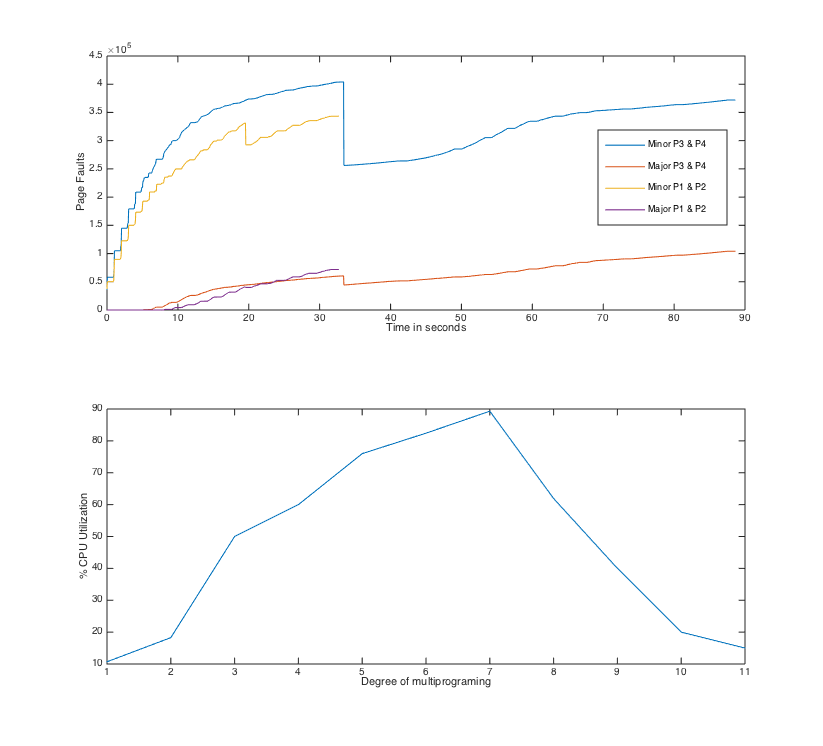 ×10⁵
4.5
4
3.5
3
2.5
2
1.5
1
0.5
0
Page Faults
0 10 20 30 40 50 60 70 80 90
Time in seconds
Minor P3 & P4
Major P3 & P4
Minor P1 & P2
Major P1 & P2
90
80
70
60
50
40
30
20
10
% CPU Utilization
1 2 3 4 5 6 7 8 9 10 11
Degree of multiprograming